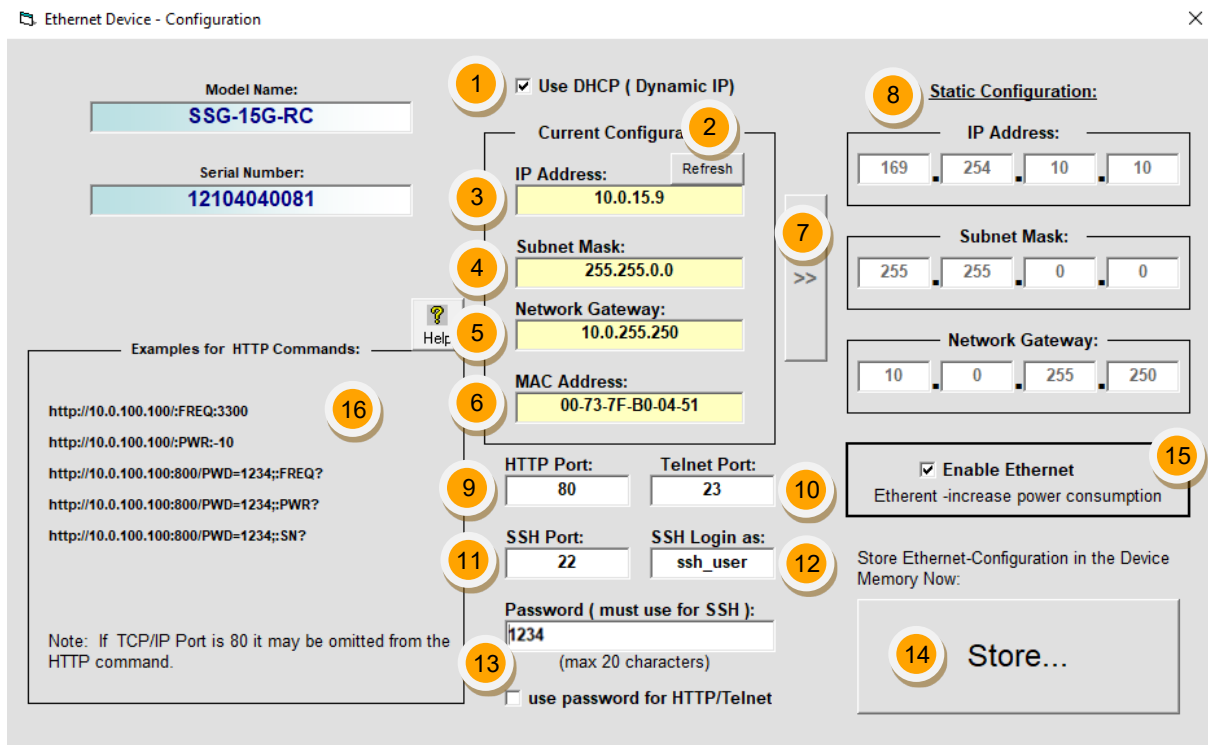 Ethernet Device - Configuration
Model Name:
SSG-15G-RC
Serial Number:
12104040081
Help
Examples for HTTP Commands:
16
http://10.0.100.100/:FREQ:3300
http://10.0.100.100/:PWR:-10
http://10.0.100.100:800/PWD=1234;:FREQ?
http://10.0.100.100:800/PWD=1234;:PWR?
http://10.0.100.100:800/PWD=1234;:SN?
Note: If TCP/IP Port is 80 it may be omitted from the
HTTP command.
1
Use DHCP ( Dynamic IP)
2
Current Configura
Refresh
IP Address:
3
10.0.15.9
Subnet Mask:
4
255.255.0.0
Network Gateway:
5
10.0.255.250
MAC Address:
6
00-73-7F-B0-04-51
7
>>
HTTP Port:
Telnet Port:
9
80
23
10
SSH Port:
SSH Login as:
11
22
ssh_user
12
Password ( must use for SSH ):
1234
13
(max 20 characters)
use password for HTTP/Telnet
8
Static Configuration:
IP Address:
169 . 254 . 10 . 10
Subnet Mask:
255 . 255 . 0 . 0
Network Gateway:
10 . 0 . 255 . 250
15
Enable Ethernet
Etherent -increase power consumption
Store Ethernet-Configuration in the Device
Memory Now:
14
Store...